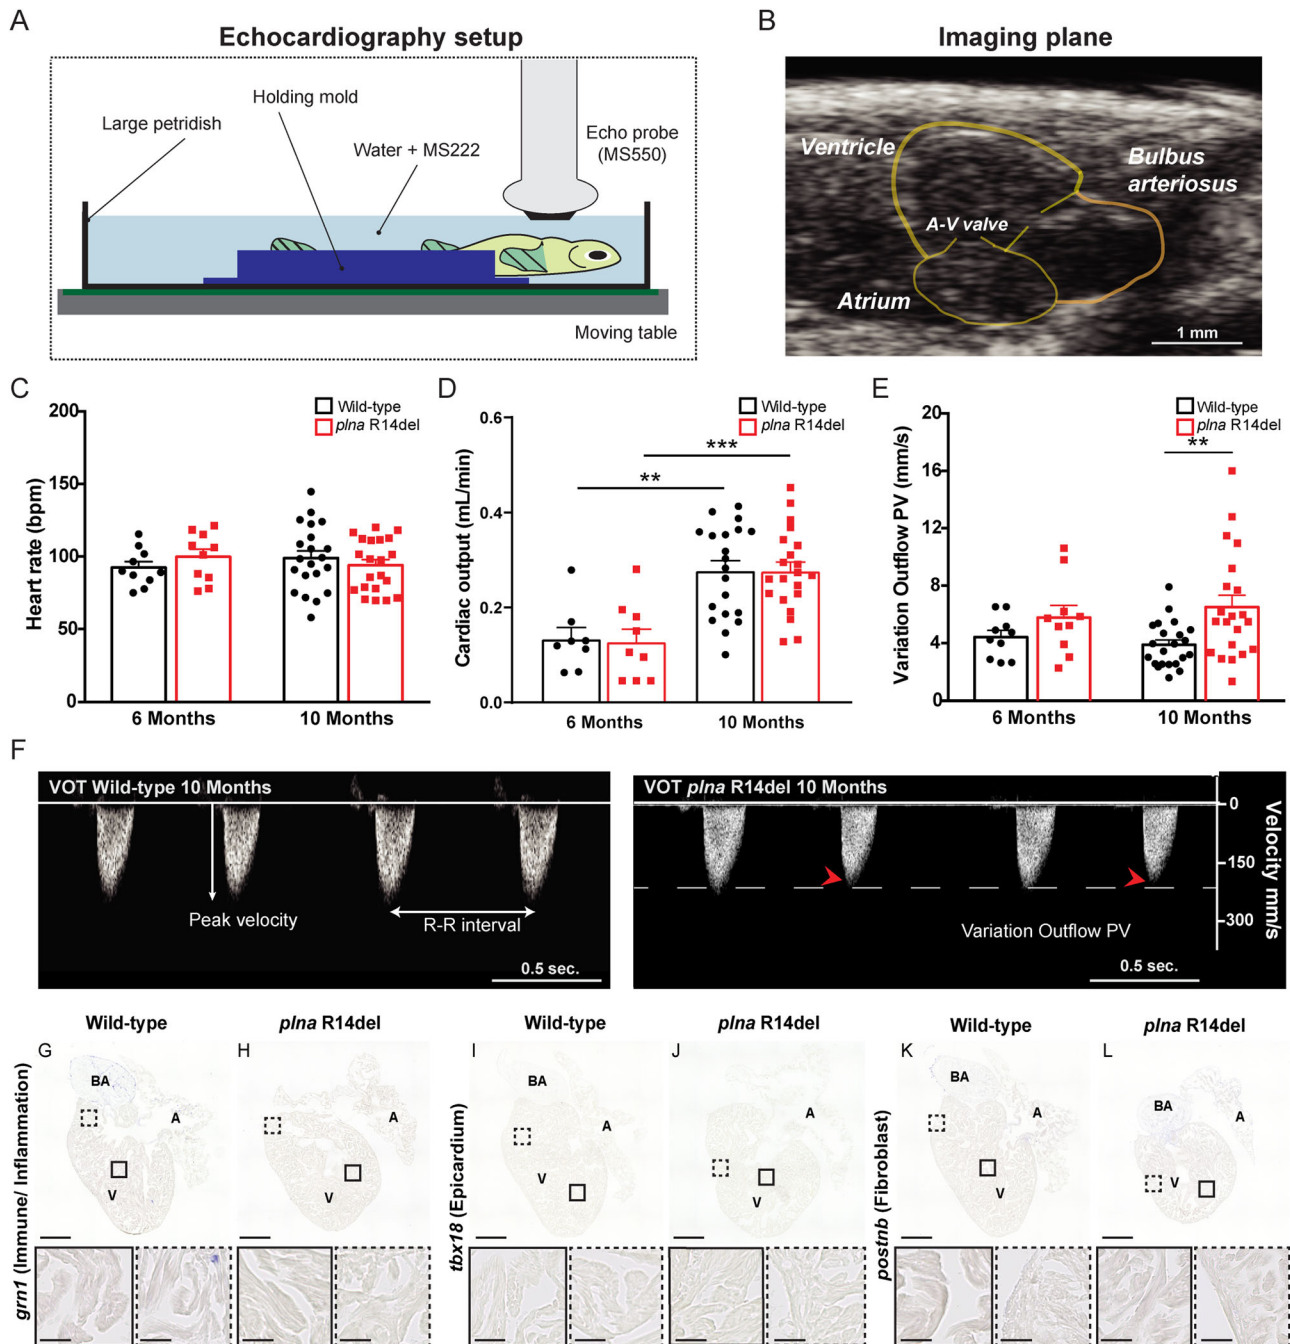 A
Echocardiography setup
Large petridish
Holding mold
Water + MS222
Echo probe
(MS550)
Moving table
B
Imaging plane
Ventricle
Bulbus
arteriosus
A-V valve
Atrium
1 mm
C
Wild-type
plna R14del
Heart rate (bpm)
200
150
100
50
0
6 Months
10 Months
D
Wild-type
plna R14del
Cardiac output (mL/min)
0.6
0.4
0.2
0.0
**
***
6 Months
10 Months
E
Wild-type
plna R14del
Variation Outflow PV (mm/s)
20
16
12
8
4
0
**
6 Months
10 Months
F
VOT Wild-type 10 Months
Peak velocity
R-R interval
0.5 sec.
VOT plna R14del 10 Months
Variation Outflow PV
0.5 sec.
0
150
300
Velocity mm/s
Wild-type
plna R14del
Wild-type
plna R14del
Wild-type
plna R14del
grn1 (Immune/ Inflammation)
G
BA
A
V
H
A
V
tbx18 (Epicardium)
I
BA
A
V
J
A
V
postnb (Fibroblast)
K
BA
A
V
L
BA
A
V